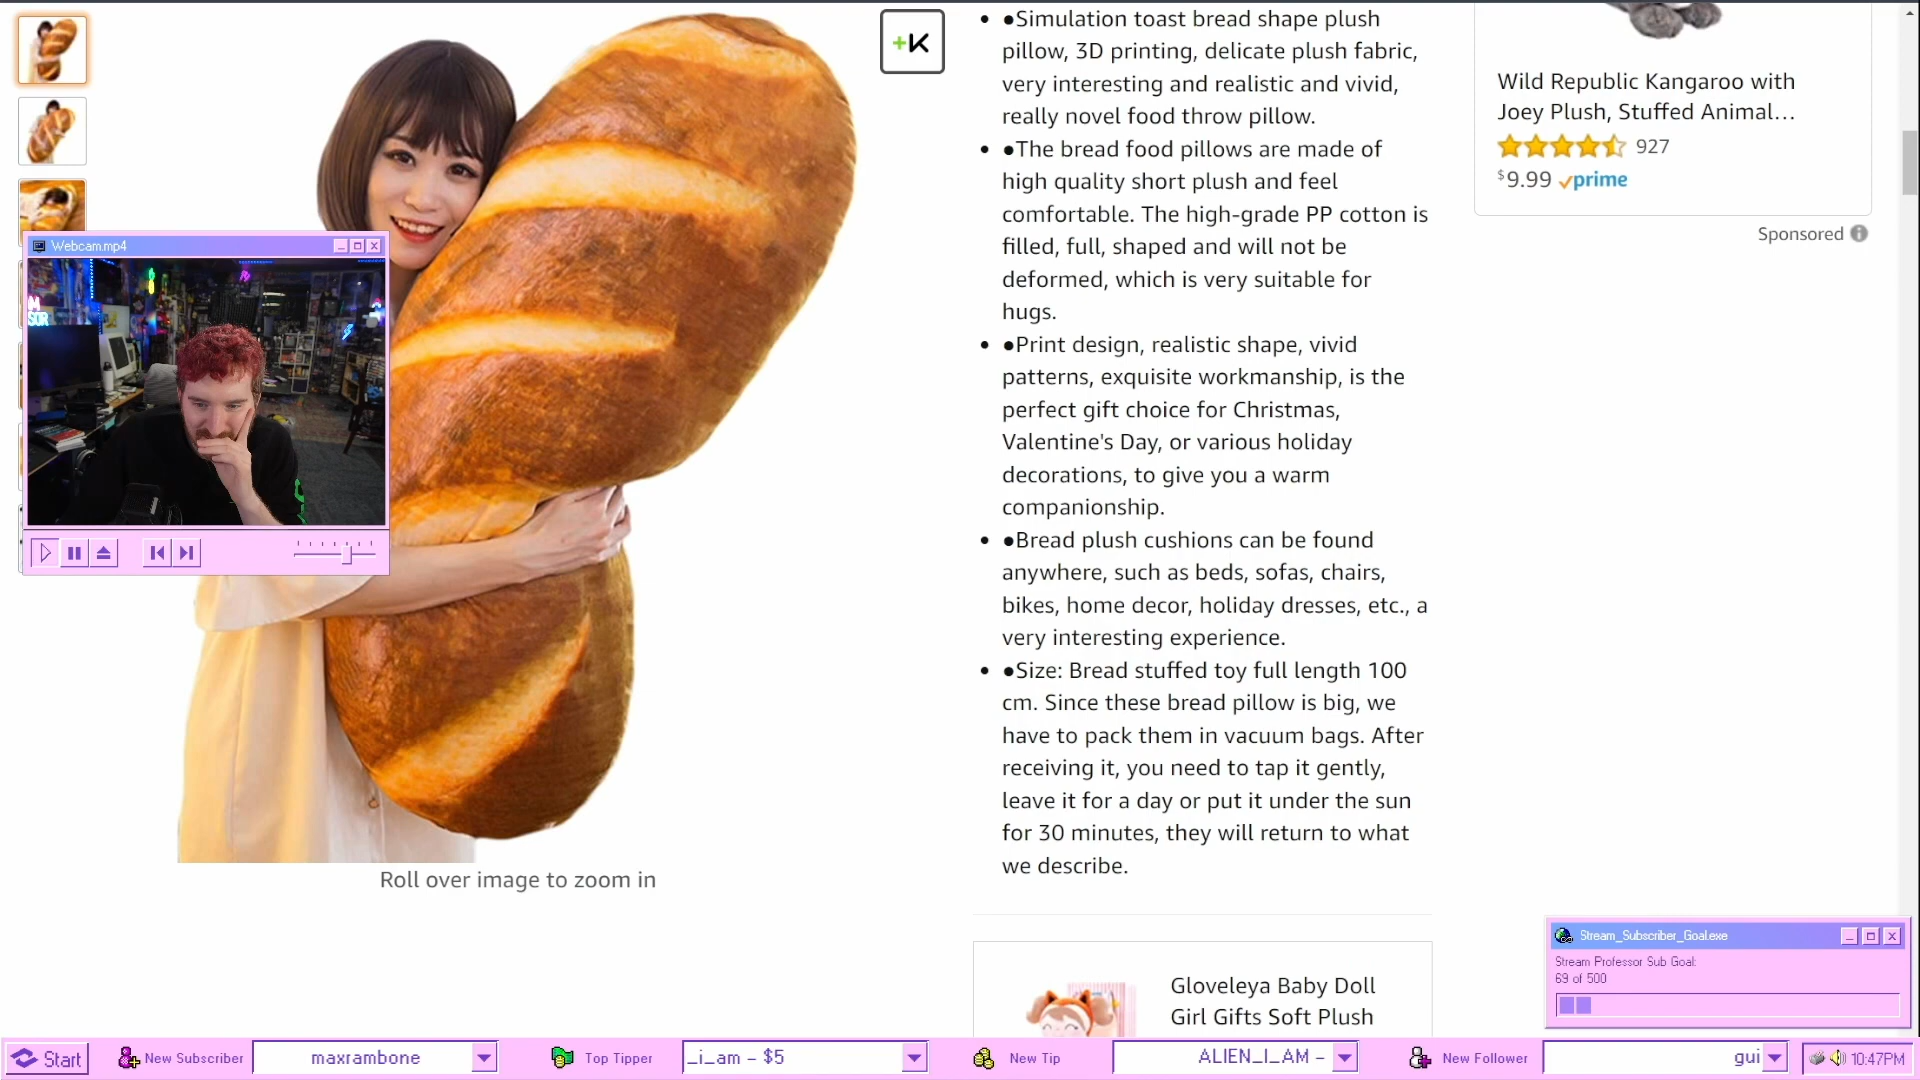 +K
Roll over image to zoom in
●Simulation toast bread shape plush
pillow, 3D printing, delicate plush fabric,
very interesting and realistic and vivid,
really novel food throw pillow.
●The bread food pillows are made of
high quality short plush and feel
comfortable. The high-grade PP cotton is
filled, full, shaped and will not be
deformed, which is very suitable for
hugs.
●Print design, realistic shape, vivid
patterns, exquisite workmanship, is the
perfect gift choice for Christmas,
Valentine's Day, or various holiday
decorations, to give you a warm
companionship.
●Bread plush cushions can be found
anywhere, such as beds, sofas, chairs,
bikes, home decor, holiday dresses, etc., a
very interesting experience.
●Size: Bread stuffed toy full length 100
cm. Since these bread pillow is big, we
have to pack them in vacuum bags. After
receiving it, you need to tap it gently,
leave it for a day or put it under the sun
for 30 minutes, they will return to what
we describe.
Gloveleya Baby Doll
Girl Gifts Soft Plush
Wild Republic Kangaroo with
Joey Plush, Stuffed Animal...
927
$9.99 prime
Sponsored
Webcam.mp4
Stream_Subscriber_Goal.exe
Stream Professor Sub Goal:
69 of 500
Start
New Subscriber
maxrambone
Top Tipper
_i_am - $5
New Tip
ALIEN_I_AM -
New Follower
gui
10:47PM